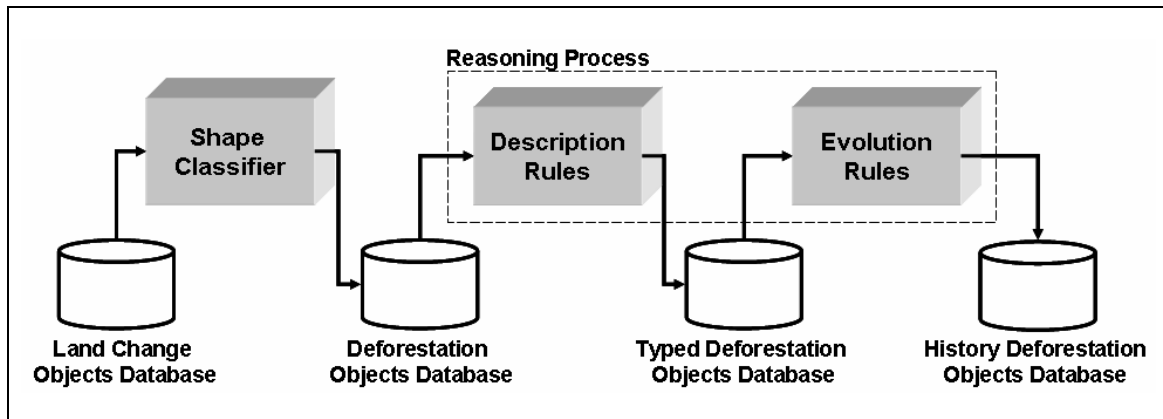 Reasoning Process
Shape
Classifier
Description
Rules
Evolution
Rules
Land Change
Objects Database
Deforestation
Objects Database
Typed Deforestation
Objects Database
History Deforestation
Objects Database